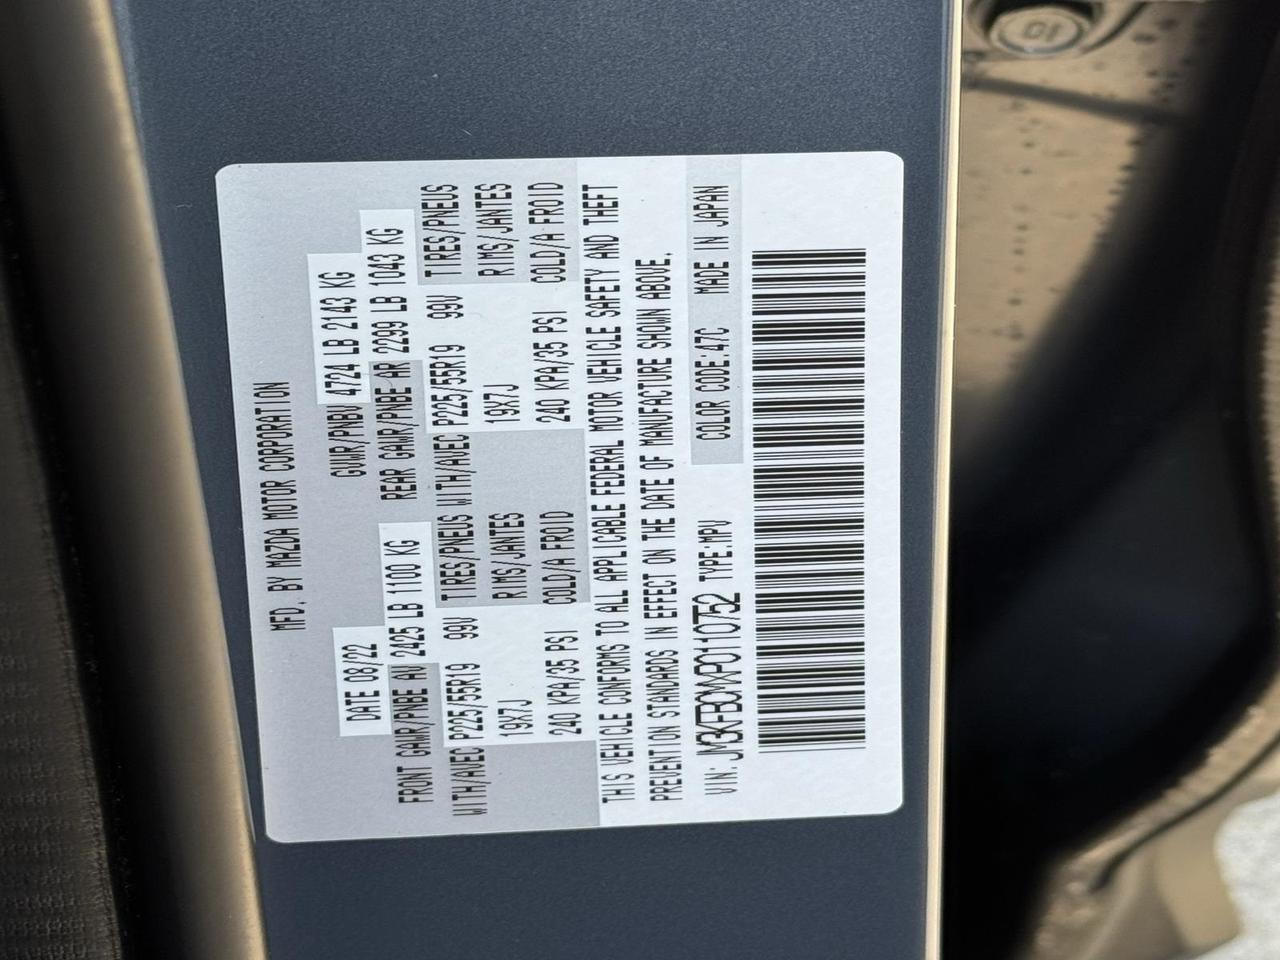 MFD. BY MAZDA MOTOR CORPORATION
DATE 08/22 GVWR/PNBV 4724 LB 2143 KG
FRONT GAWR/PNBE AV 2425 LB 1100 KG REAR GAWR/PNBE AR 2299 LB 1043 KG
WITH/AVEC P225/55R19 99V TIRES/PNEUS WITH/AVEC P225/55R19 99V TIRES/PNEUS
19X7J RIMS/JANTES 19X7J RIMS/JANTES
240 KPA/35 PSI COLD/A FROID 240 KPA/35 PSI COLD/A FROID
THIS VEHICLE CONFORMS TO ALL APPLICABLE FEDERAL MOTOR VEHICLE SAFETY AND THEFT
PREVENTION STANDARDS IN EFFECT ON THE DATE OF MANUFACTURE SHOWN ABOVE.
VIN: JM3KFBCMXP0110752 TYPE:MPV COLOR CODE:47C MADE IN JAPAN